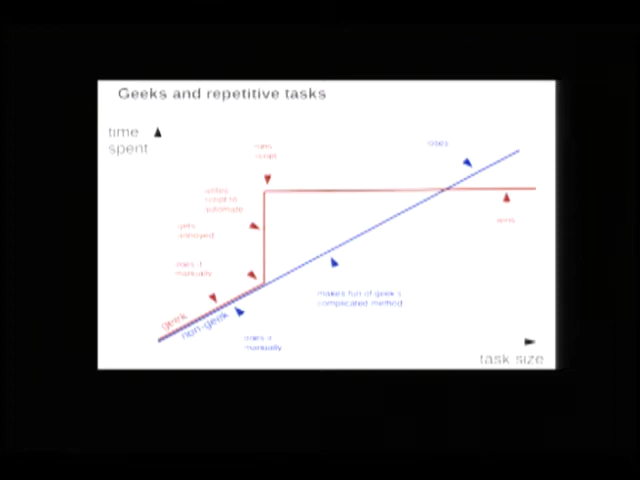 Geeks and repetitive tasks
time
spent
runs
script
loses
writes
script to
automate
wins
gets
annoyed
does it
manually
makes fun of geek's
complicated method
geek
non-geek
does it
manually
task size